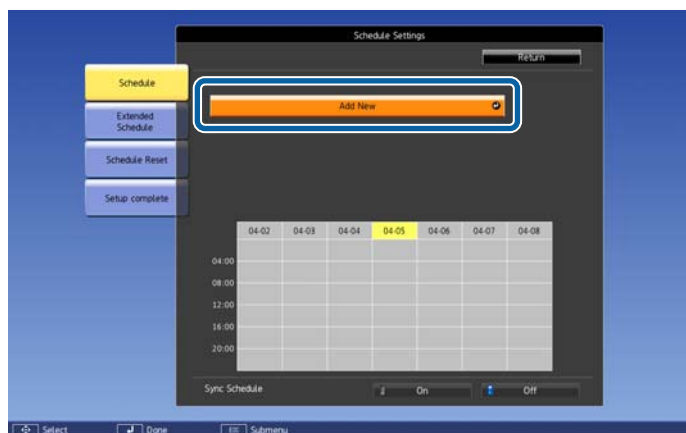 Schedule Settings
Return
Schedule
Add New
Extended
Schedule
Schedule Reset
Setup complete
04-02 04-03 04-04 04-05 04-06 04-07 04-08
04:00
08:00
12:00
16:00
20:00
Sync Schedule On Off
Select Done Submenu